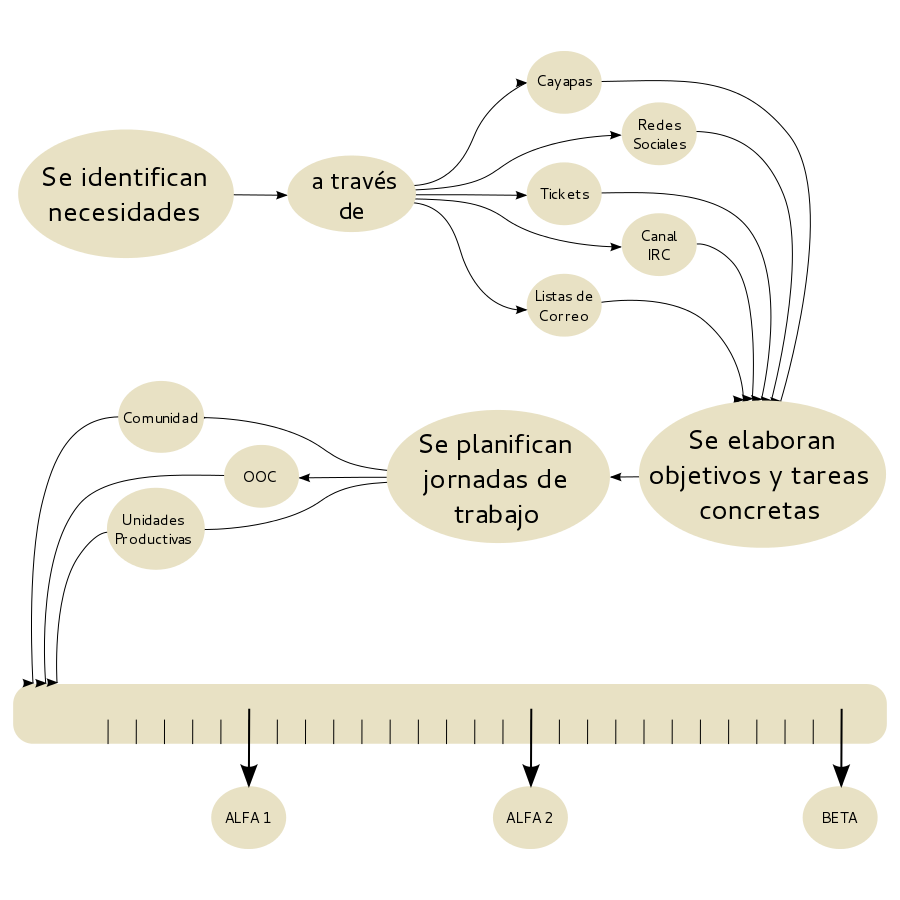 Se identifican
necesidades
a través
de
Cayapas
Redes
Sociales
Tickets
Canal
IRC
Listas de
Correo
Se elaboran
objetivos y tareas
concretas
Se planifican
jornadas de
trabajo
Comunidad
OOC
Unidades
Productivas
ALFA 1
ALFA 2
BETA